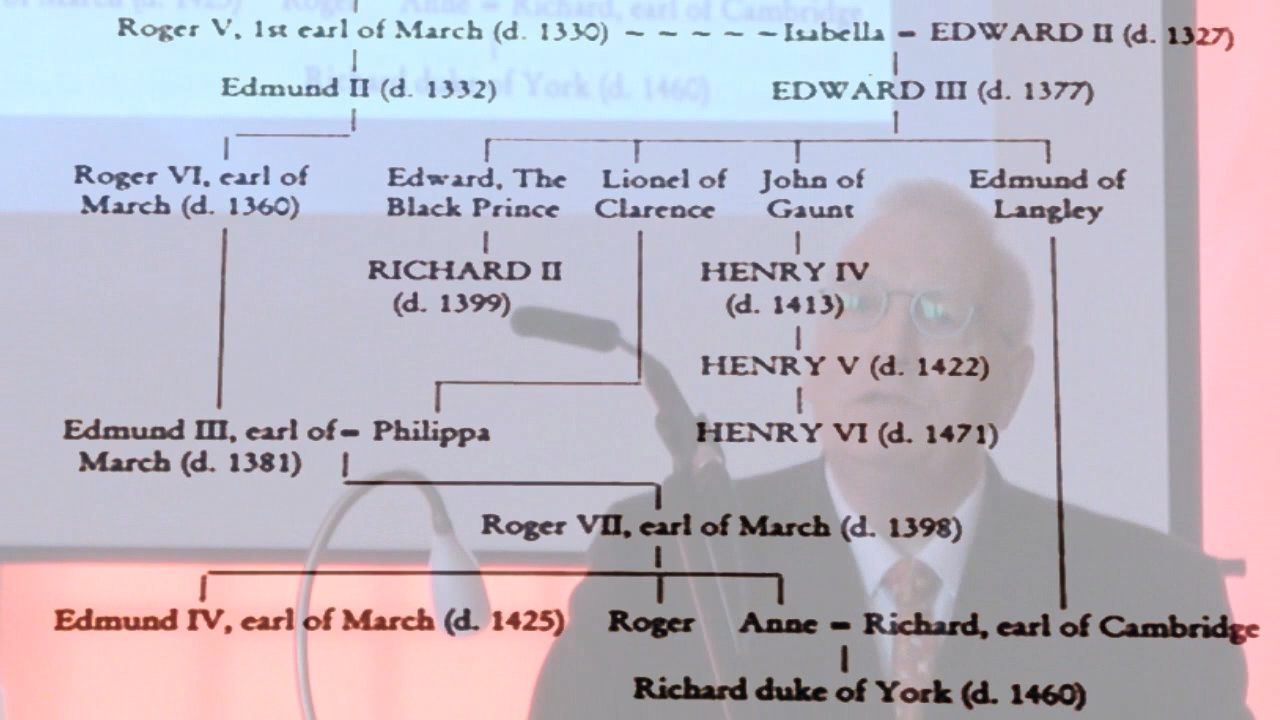 Roger V, 1st earl of March (d. 1330) - - - - - Isabella - EDWARD II (d. 1327)
Edmund II (d. 1332) EDWARD III (d. 1377)
Roger VI, earl of Edward, The Lionel of John of Edmund of
March (d. 1360) Black Prince Clarence Gaunt Langley
RICHARD II HENRY IV
(d. 1399) (d. 1413)
HENRY V (d. 1422)
Edmund III, earl of - Philippa HENRY VI (d. 1471)
March (d. 1381)
Roger VII, earl of March (d. 1398)
Edmund IV, earl of March (d. 1425) Roger Anne - Richard, earl of Cambridge
Richard duke of York (d. 1460)